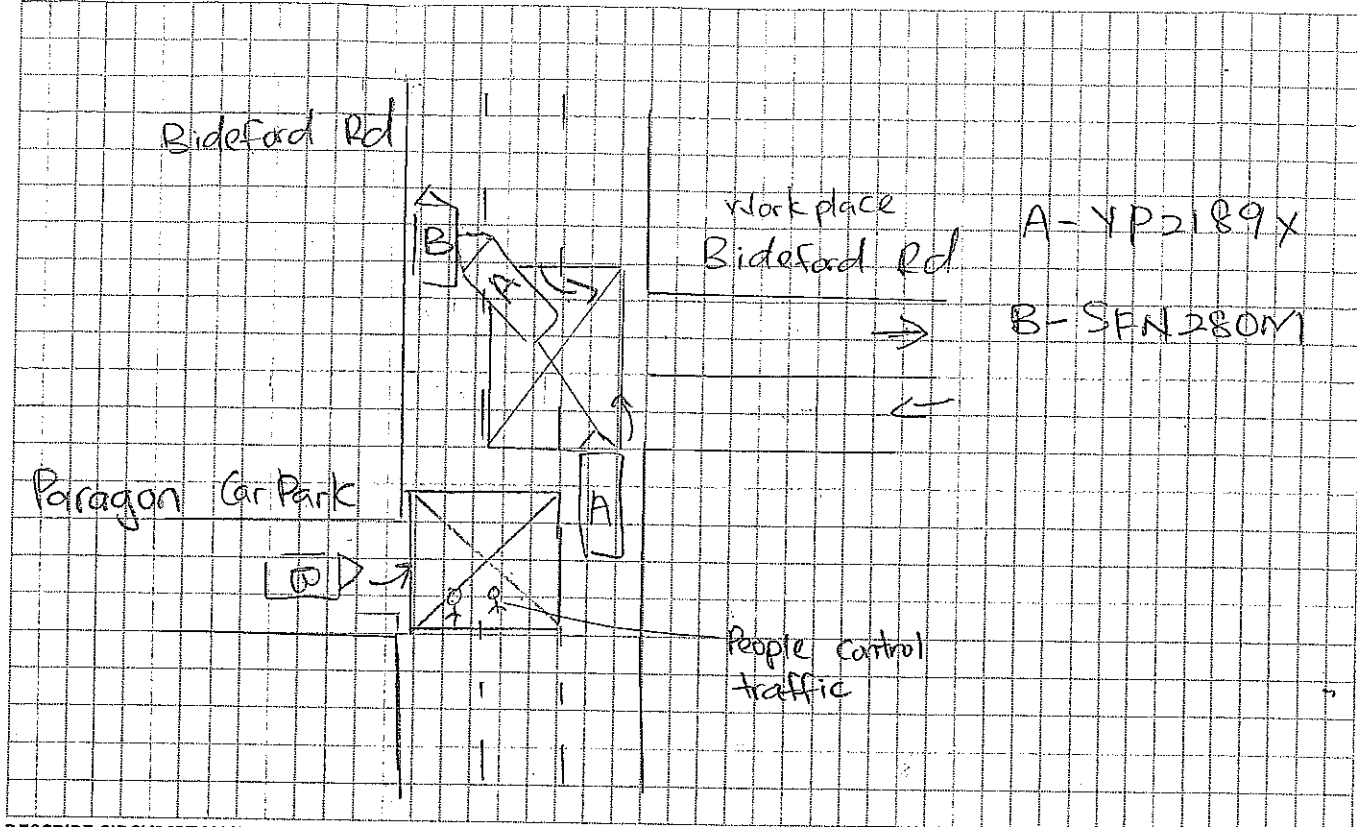 Bideford Rd
Workplace
Bideford Rd
A - YP2189X
B - SFN280M
B
A
A
Paragon Car Park
B
People control
traffic